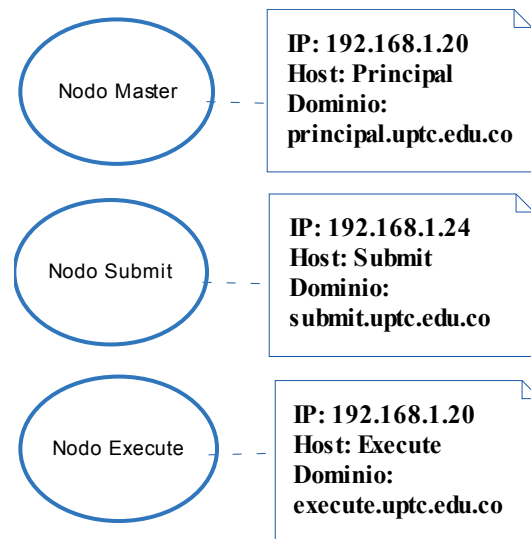 Nodo Master
IP: 192.168.1.20
Host: Principal
Dominio:
principal.uptc.edu.co
Nodo Submit
IP: 192.168.1.24
Host: Submit
Dominio:
submit.uptc.edu.co
Nodo Execute
IP: 192.168.1.20
Host: Execute
Dominio:
execute.uptc.edu.co